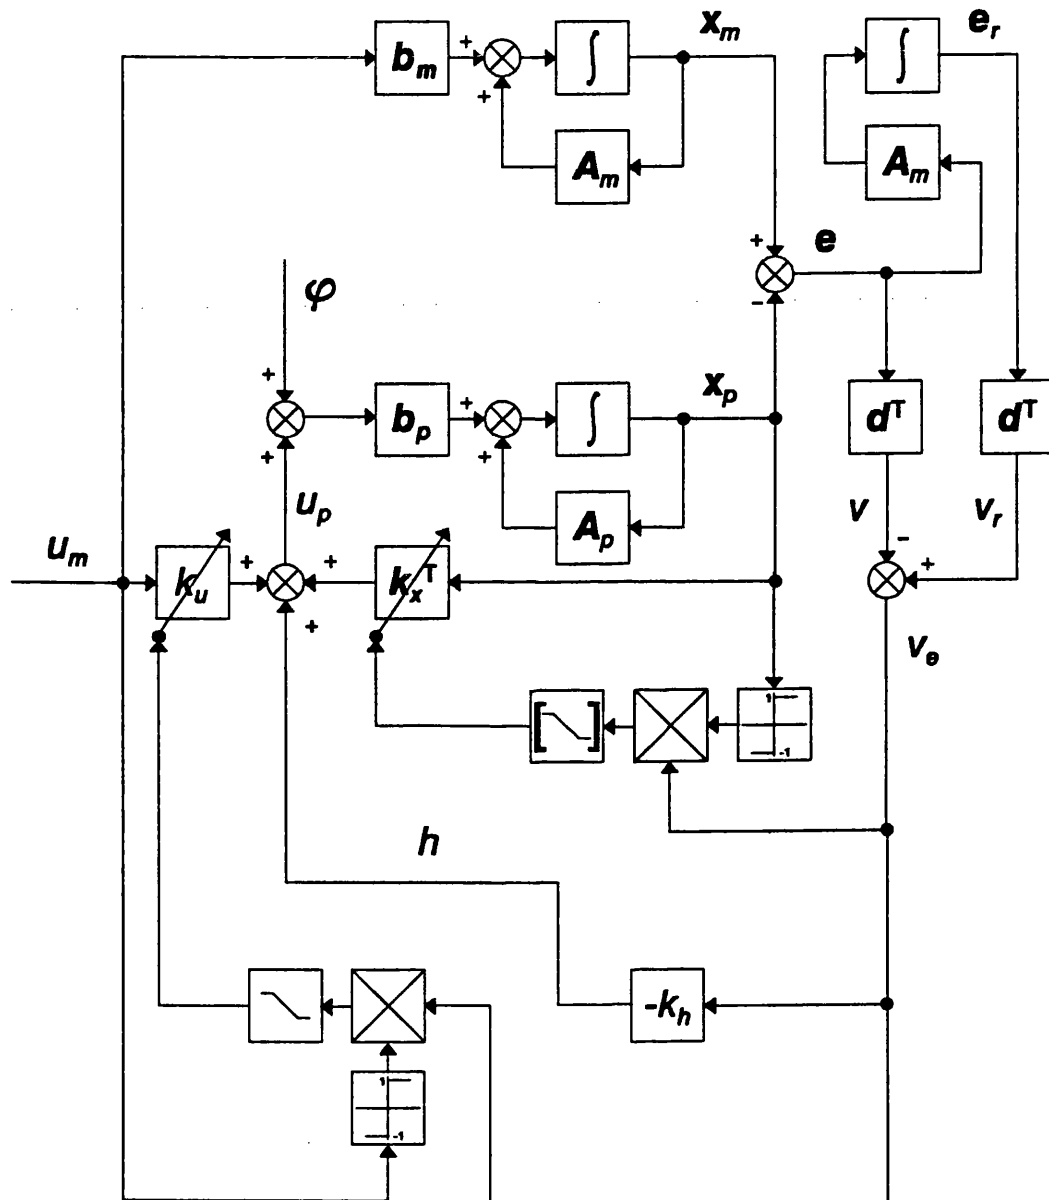 x_m
e_r
b_m
+
∫
∫
+
A_m
A_m
+
e
φ
−
+
x_p
b_p
+
∫
d^T
d^T
+
+
u_p
A_p
v
v_r
−
u_m
k_u
+
+
k_x^T
+
+
v_e
1
-1
h
-k_h
1
-1